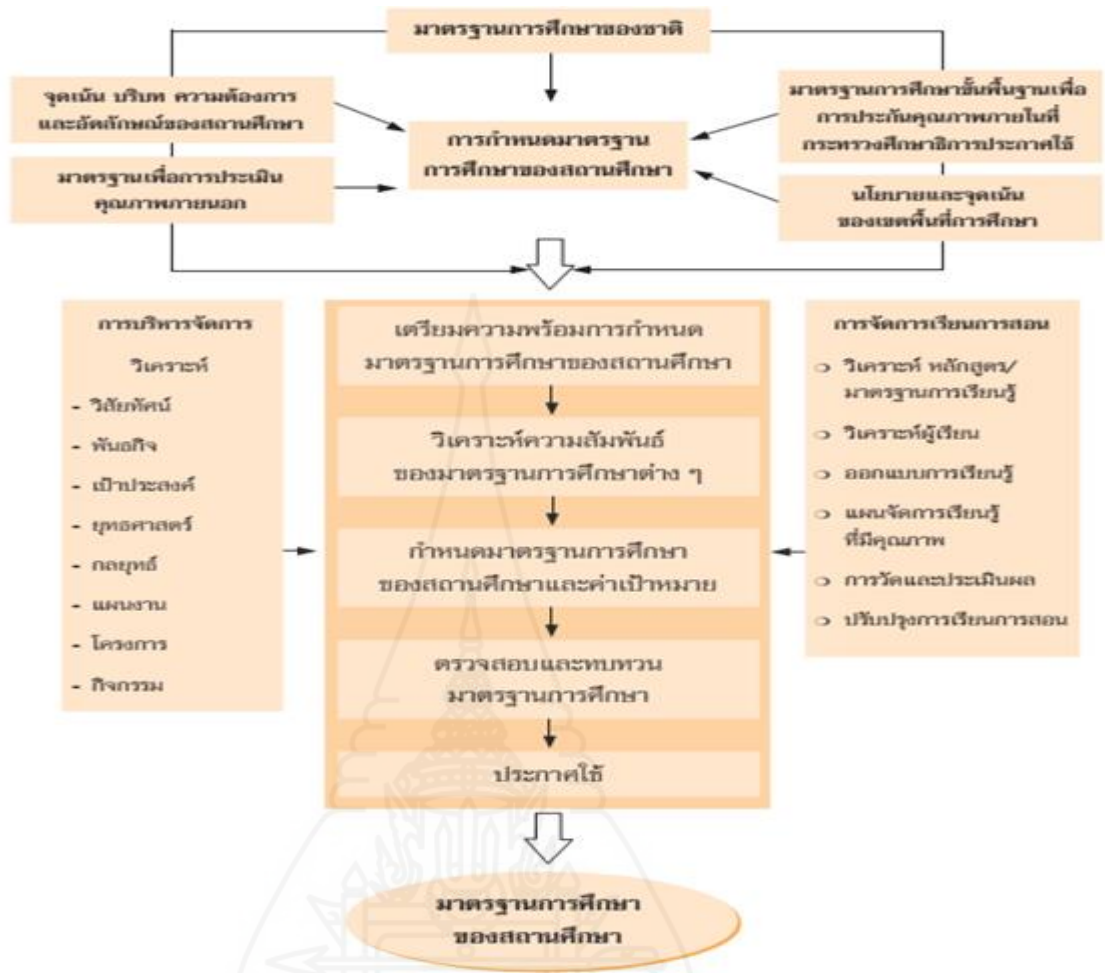 มาตรฐานการศึกษาของชาติ
จุดเน้น บริบท ความต้องการ
และอัตลักษณ์ของสถานศึกษา
มาตรฐานเพื่อการประเมิน
คุณภาพภายนอก
การกำหนดมาตรฐาน
การศึกษาของสถานศึกษา
มาตรฐานการศึกษาขั้นพื้นฐานเพื่อ
การประกันคุณภาพภายในที่
กระทรวงศึกษาธิการประกาศใช้
นโยบายและจุดเน้น
ของเขตพื้นที่การศึกษา
การบริหารจัดการ
วิเคราะห์
- วิสัยทัศน์
- พันธกิจ
- เป้าประสงค์
- ยุทธศาสตร์
- กลยุทธ์
- แผนงาน
- โครงการ
- กิจกรรม
เตรียมความพร้อมการกำหนด
มาตรฐานการศึกษาของสถานศึกษา
วิเคราะห์ความสัมพันธ์
ของมาตรฐานการศึกษาต่าง ๆ
กำหนดมาตรฐานการศึกษา
ของสถานศึกษาและค่าเป้าหมาย
ตรวจสอบและทบทวน
มาตรฐานการศึกษา
ประกาศใช้
การจัดการเรียนการสอน
❍ วิเคราะห์ หลักสูตร/
มาตรฐานการเรียนรู้
❍ วิเคราะห์ผู้เรียน
❍ ออกแบบการเรียนรู้
❍ แผนจัดการเรียนรู้
ที่มีคุณภาพ
❍ การวัดและประเมินผล
❍ ปรับปรุงการเรียนการสอน
มาตรฐานการศึกษา
ของสถานศึกษา